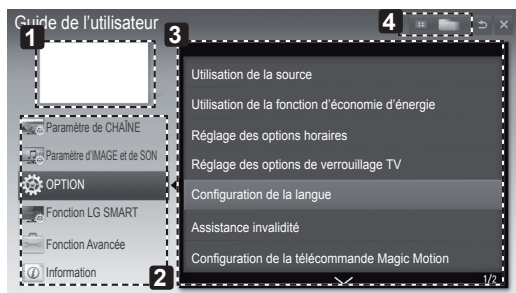 Guide de l'utilisateur
1
3
4
Utilisation de la source
Utilisation de la fonction d'économie d'énergie
Réglage des options horaires
Réglage des options de verrouillage TV
Configuration de la langue
Assistance invalidité
Configuration de la télécommande Magic Motion
1/2
Paramètre de CHAÎNE
Paramètre d'IMAGE et de SON
OPTION
Fonction LG SMART
Fonction Avancée
Information
2